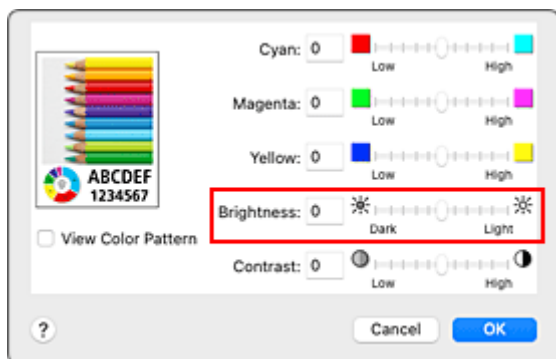 Cyan: 0
Low High
Magenta: 0
Low High
Yellow: 0
Low High
ABCDEF
1234567
Brightness: 0
Dark Light
View Color Pattern
Contrast: 0
Low High
? Cancel OK